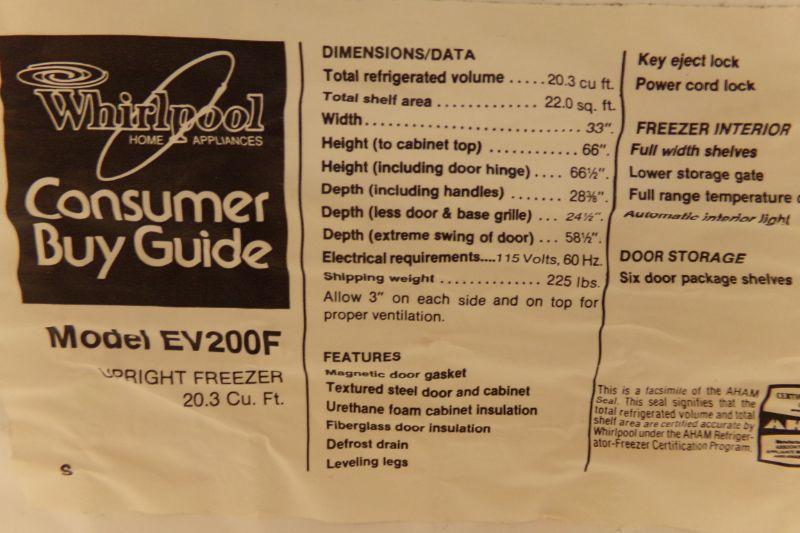 Whirlpool
HOME APPLIANCES
Consumer
Buy Guide
Model EV200F
UPRIGHT FREEZER
20.3 Cu. Ft.
S
DIMENSIONS/DATA
Total refrigerated volume .....20.3 cu ft.
Total shelf area ............. 22.0 sq. ft.
Width.............................. 33".
Height (to cabinet top) ........... 66".
Height (including door hinge) .... 66½".
Depth (including handles) ....... 28⅝".
Depth (less door & base grille) ... 24½".
Depth (extreme swing of door) ... 58½".
Electrical requirements....115 Volts, 60 Hz.
Shipping weight .............. 225 lbs.
Allow 3" on each side and on top for
proper ventilation.
FEATURES
Magnetic door gasket
Textured steel door and cabinet
Urethane foam cabinet insulation
Fiberglass door insulation
Defrost drain
Leveling legs
Key eject lock
Power cord lock
FREEZER INTERIOR
Full width shelves
Lower storage gate
Full range temperature
Automatic interior light
DOOR STORAGE
Six door package shelves
This is a facsimile of the AHAM
Seal. This seal signifies that the
total refrigerated volume and total
shelf area are certified accurate by
Whirlpool under the AHAM Refriger-
ator-Freezer Certification Program.